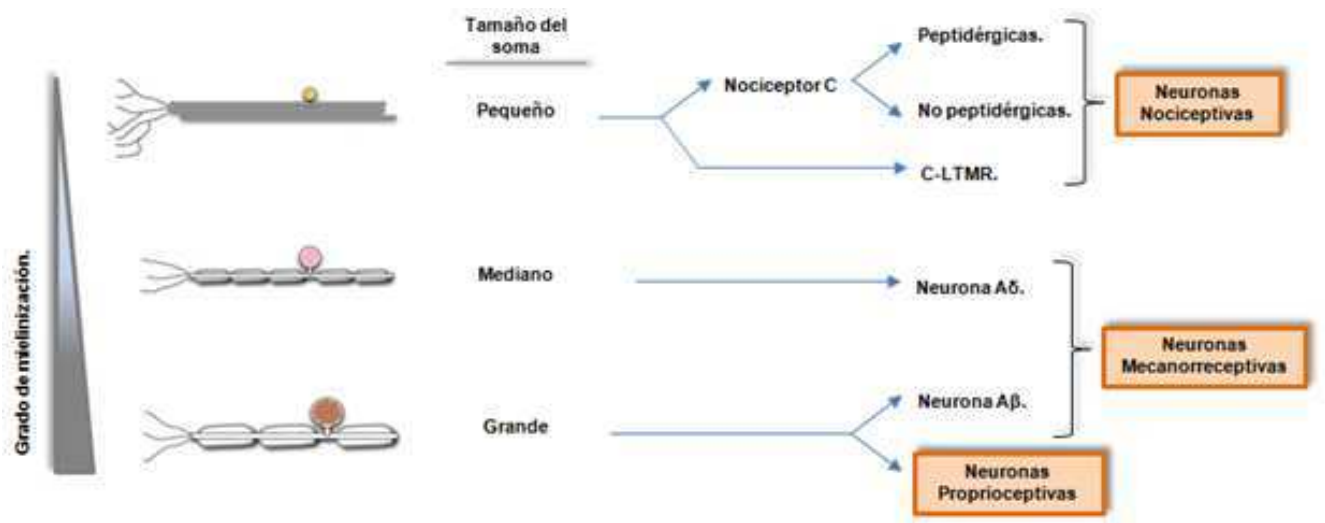 Tamaño del
soma
Peptidérgicas.
Nociceptor C
Pequeño
No peptidérgicas.
C-LTMR.
Neuronas
Nociceptivas
Grado de mielinización.
Mediano
Neurona Aδ.
Neuronas
Mecanorreceptivas
Grande
Neurona Aβ.
Neuronas
Proprioceptivas